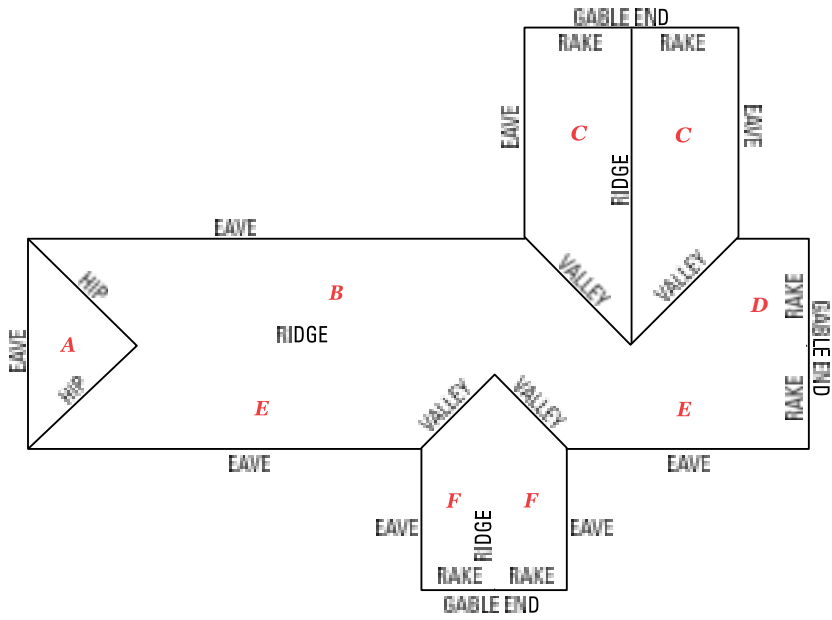 GABLE END
RAKE RAKE
EAVE
EAVE
C
C
RIDGE
EAVE
VALLEY
VALLEY
HIP
B
D
RAKE
GABLE END
RIDGE
EAVE
A
HIP
E
VALLEY
VALLEY
E
RAKE
EAVE
EAVE
F
F
EAVE
RIDGE
EAVE
RAKE RAKE
GABLE END